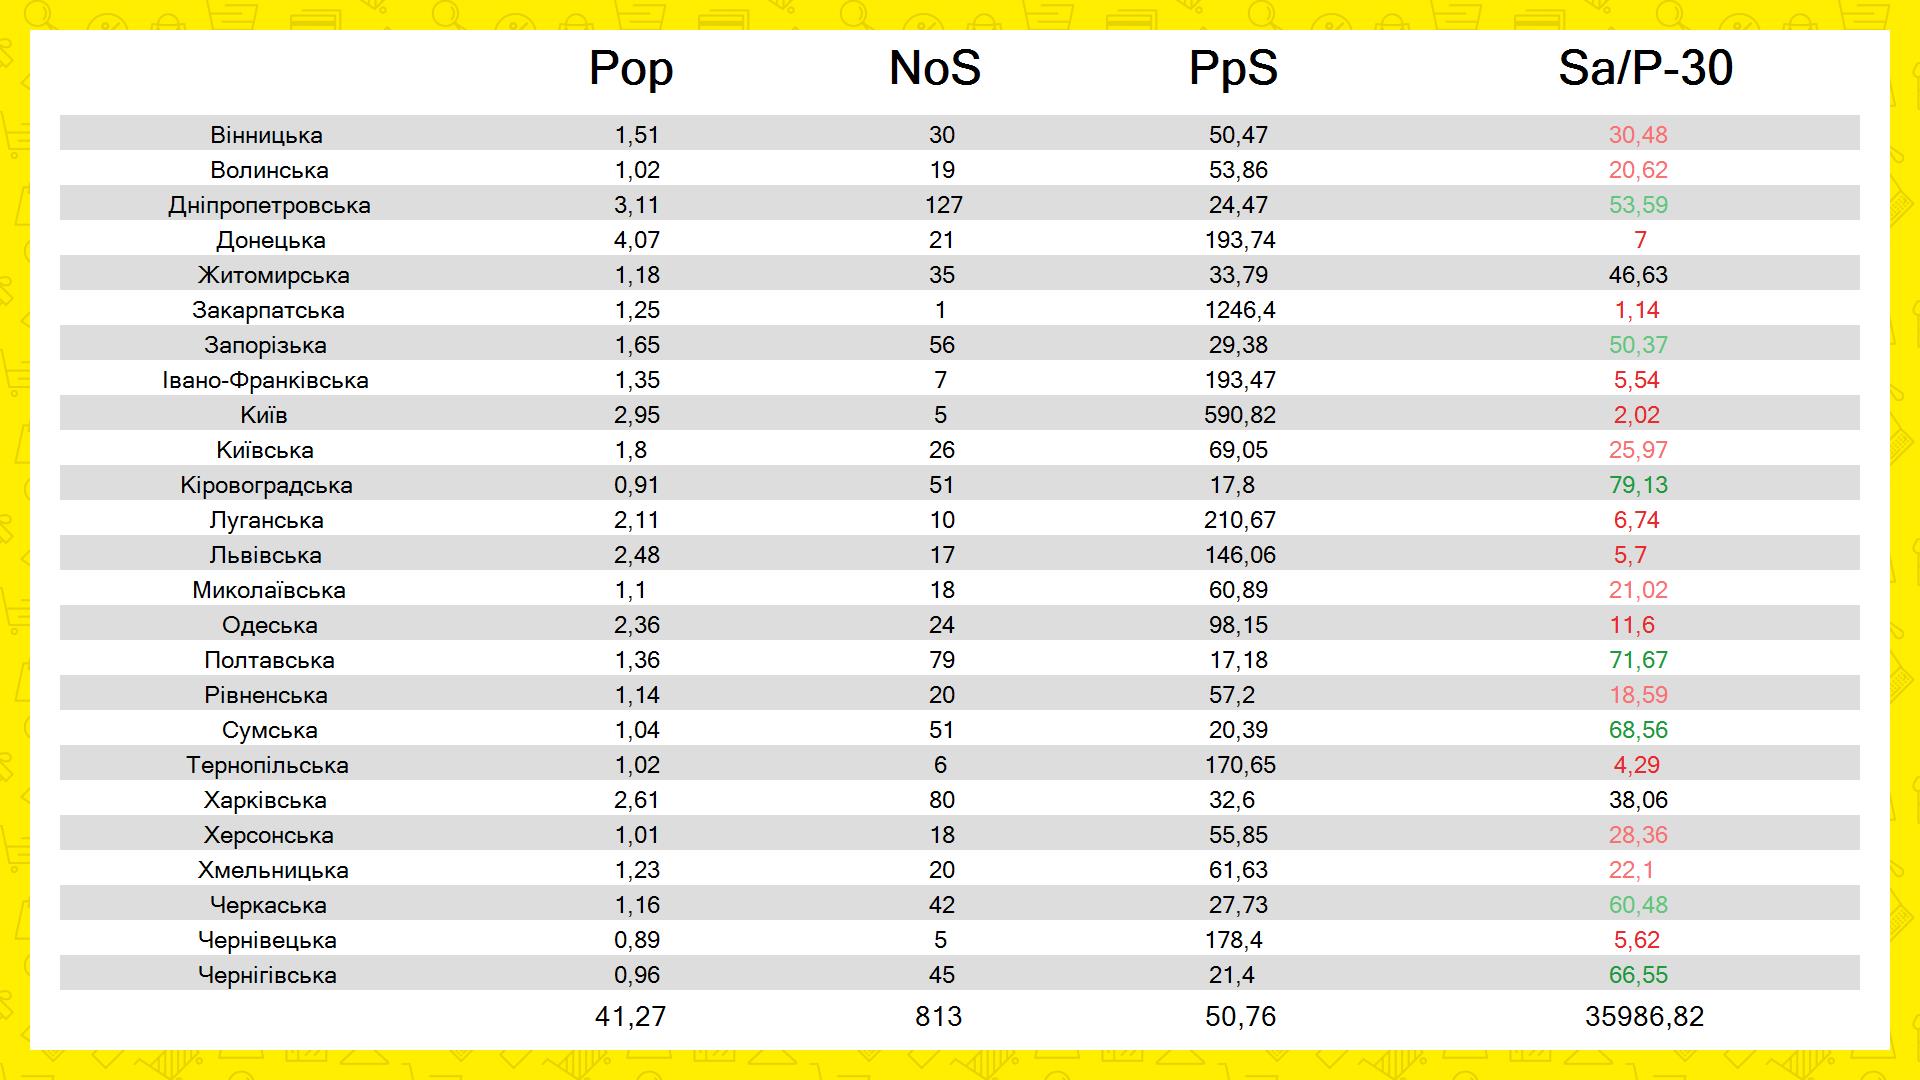 Pop NoS PpS Sa/P-30
Вінницька 1,51 30 50,47 30,48
Волинська 1,02 19 53,86 20,62
Дніпропетровська 3,11 127 24,47 53,59
Донецька 4,07 21 193,74 7
Житомирська 1,18 35 33,79 46,63
Закарпатська 1,25 1 1246,4 1,14
Запорізька 1,65 56 29,38 50,37
Івано-Франківська 1,35 7 193,47 5,54
Київ 2,95 5 590,82 2,02
Київська 1,8 26 69,05 25,97
Кіровоградська 0,91 51 17,8 79,13
Луганська 2,11 10 210,67 6,74
Львівська 2,48 17 146,06 5,7
Миколаївська 1,1 18 60,89 21,02
Одеська 2,36 24 98,15 11,6
Полтавська 1,36 79 17,18 71,67
Рівненська 1,14 20 57,2 18,59
Сумська 1,04 51 20,39 68,56
Тернопільська 1,02 6 170,65 4,29
Харківська 2,61 80 32,6 38,06
Херсонська 1,01 18 55,85 28,36
Хмельницька 1,23 20 61,63 22,1
Черкаська 1,16 42 27,73 60,48
Чернівецька 0,89 5 178,4 5,62
Чернігівська 0,96 45 21,4 66,55
41,27 813 50,76 35986,82